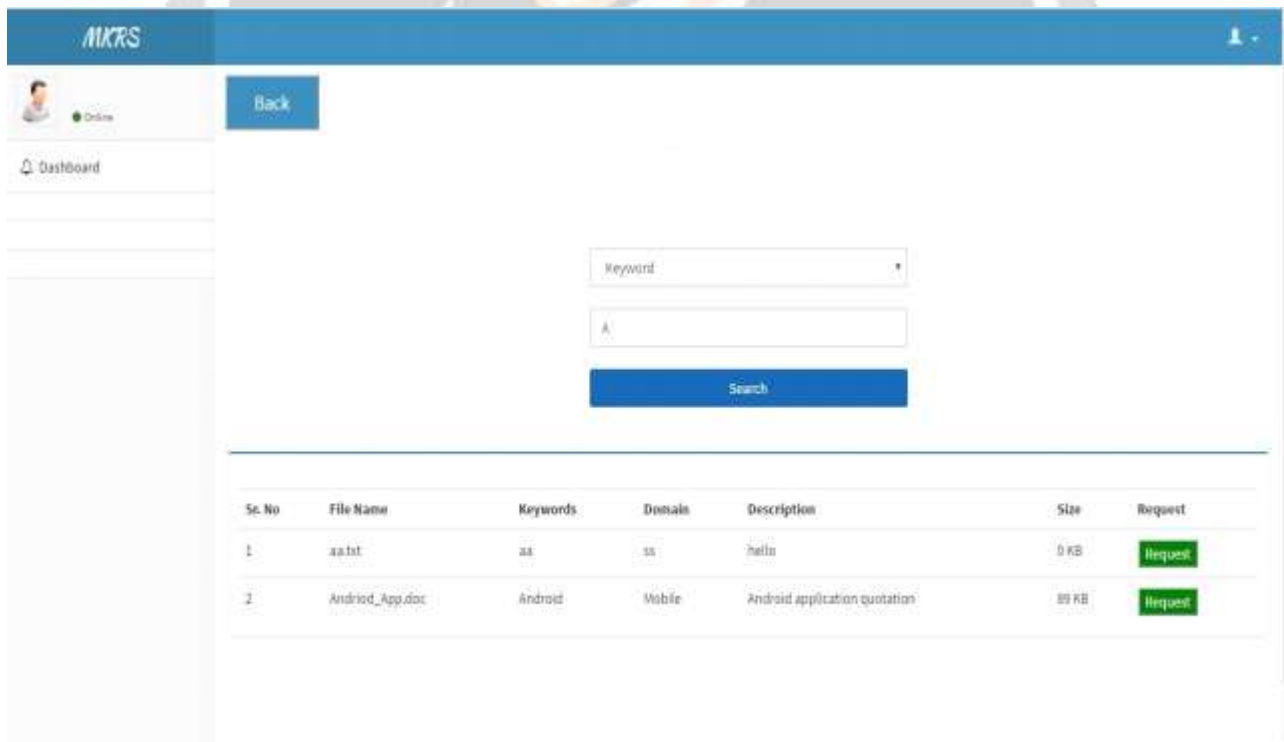 MKRS
Online
Back
Dashboard
Keyword
A
Search
Sr. No File Name Keywords Domain Description Size Request
1 aa.txt aa ss hello 0 KB Request
2 Andriod_App.doc Android Mobile Android application quotation 89 KB Request